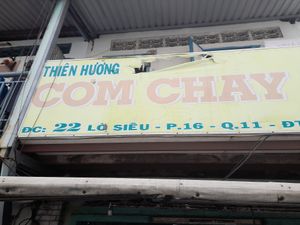 THIÊN HƯƠNG
CƠM CHAY
ĐC: 22 LÒ SIÊU - P.16 - Q.11 - ĐT